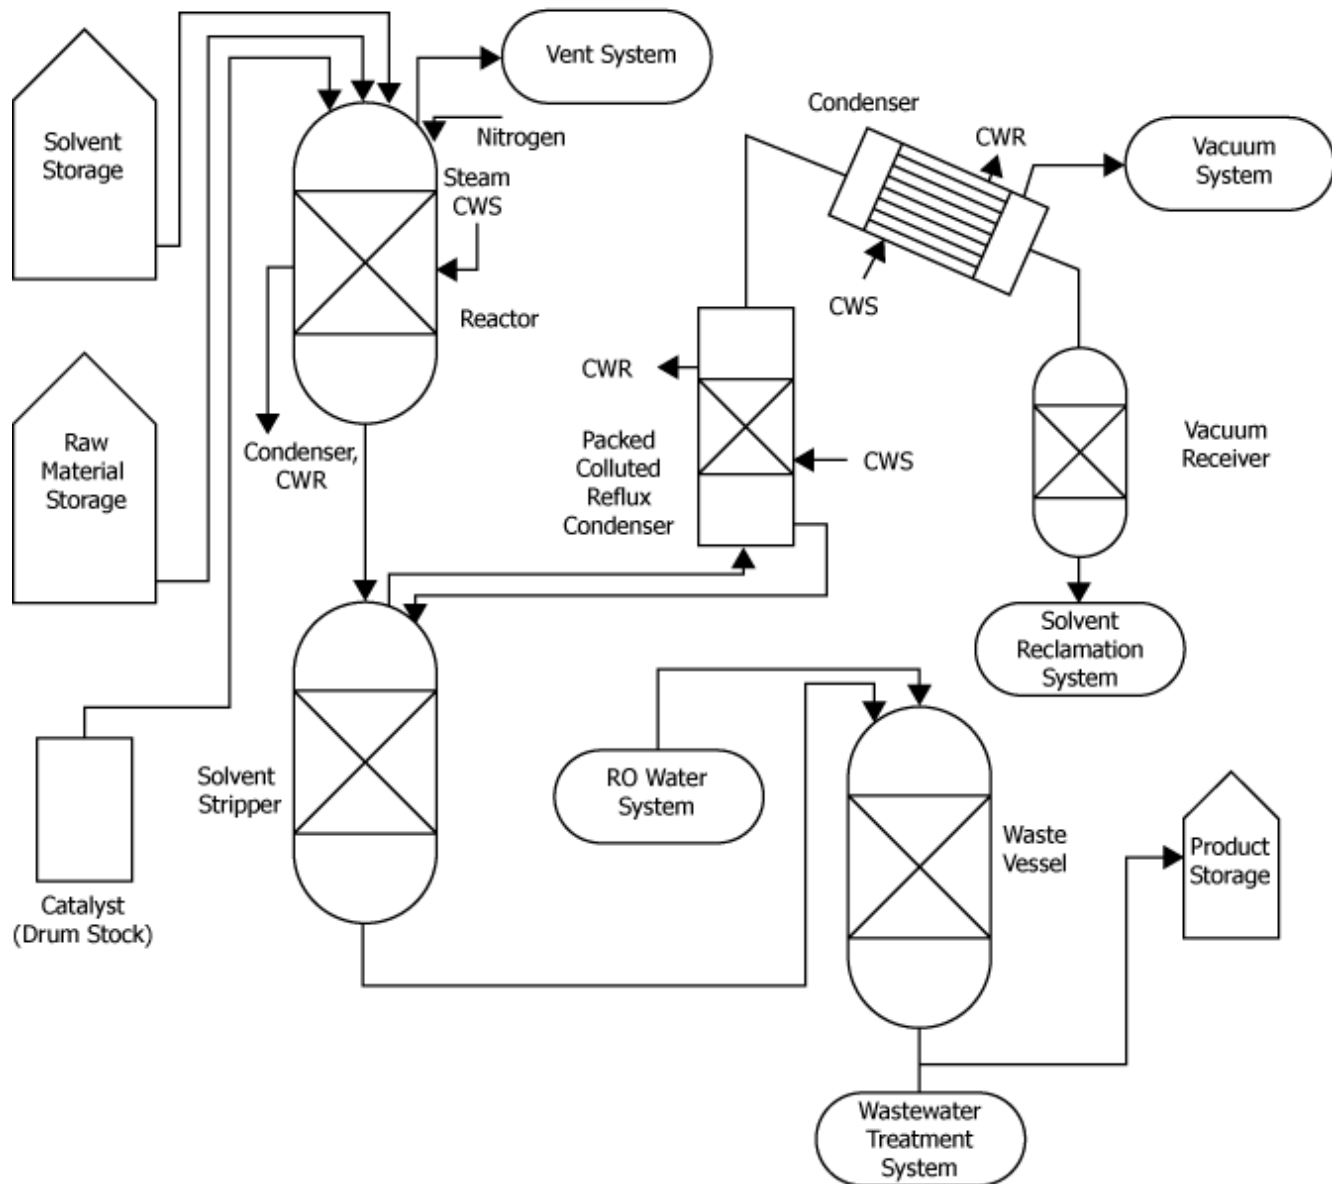 Vent System
Condenser
Solvent
Storage
Nitrogen
CWR
Vacuum
System
Steam
CWS
CWS
Reactor
CWR
Raw
Material
Storage
Condenser,
CWR
Packed
Colluted
Reflux
Condenser
CWS
Vacuum
Receiver
Solvent
Reclamation
System
Solvent
Stripper
RO Water
System
Waste
Vessel
Product
Storage
Catalyst
(Drum Stock)
Wastewater
Treatment
System